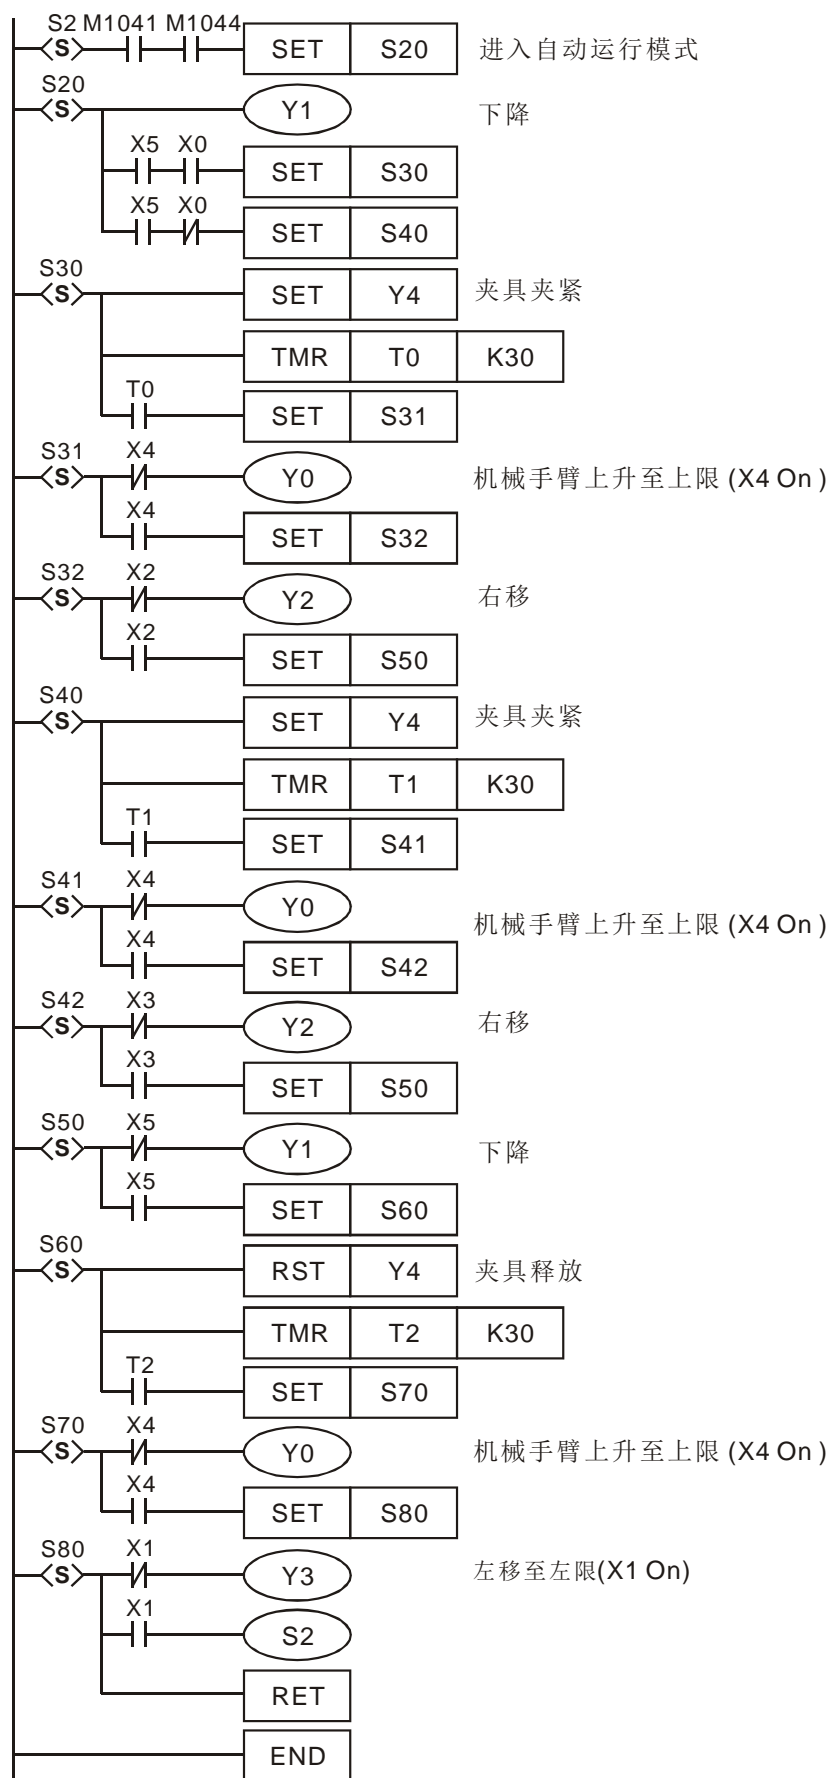 S2 M1041 M1044
S SET S20 进入自动运行模式
S20
S Y1 下降
X5 X0
SET S30
X5 X0
SET S40
S30
S SET Y4 夹具夹紧
TMR T0 K30
T0
SET S31
S31 X4
S Y0 机械手臂上升至上限 (X4 On )
X4
SET S32
S32 X2
S Y2 右移
X2
SET S50
S40
S SET Y4 夹具夹紧
TMR T1 K30
T1
SET S41
S41 X4
S Y0 机械手臂上升至上限 (X4 On )
X4
SET S42
S42 X3
S Y2 右移
X3
SET S50
S50 X5
S Y1 下降
X5
SET S60
S60
S RST Y4 夹具释放
TMR T2 K30
T2
SET S70
S70 X4
S Y0 机械手臂上升至上限 (X4 On )
X4
SET S80
S80 X1
S Y3 左移至左限(X1 On)
X1
S2
RET
END